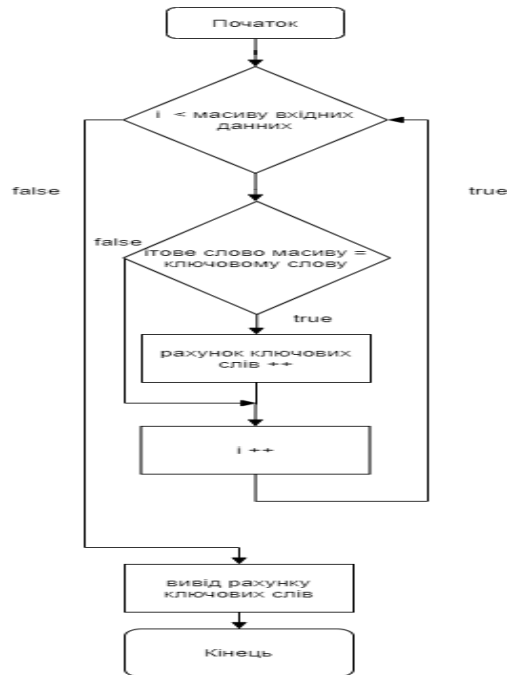 Початок
і < масиву вхідних
данних
false
true
false
ітове слово масиву =
ключовому слову
true
рахунок ключових
слів ++
і ++
вивід рахунку
ключових слів
Кінець